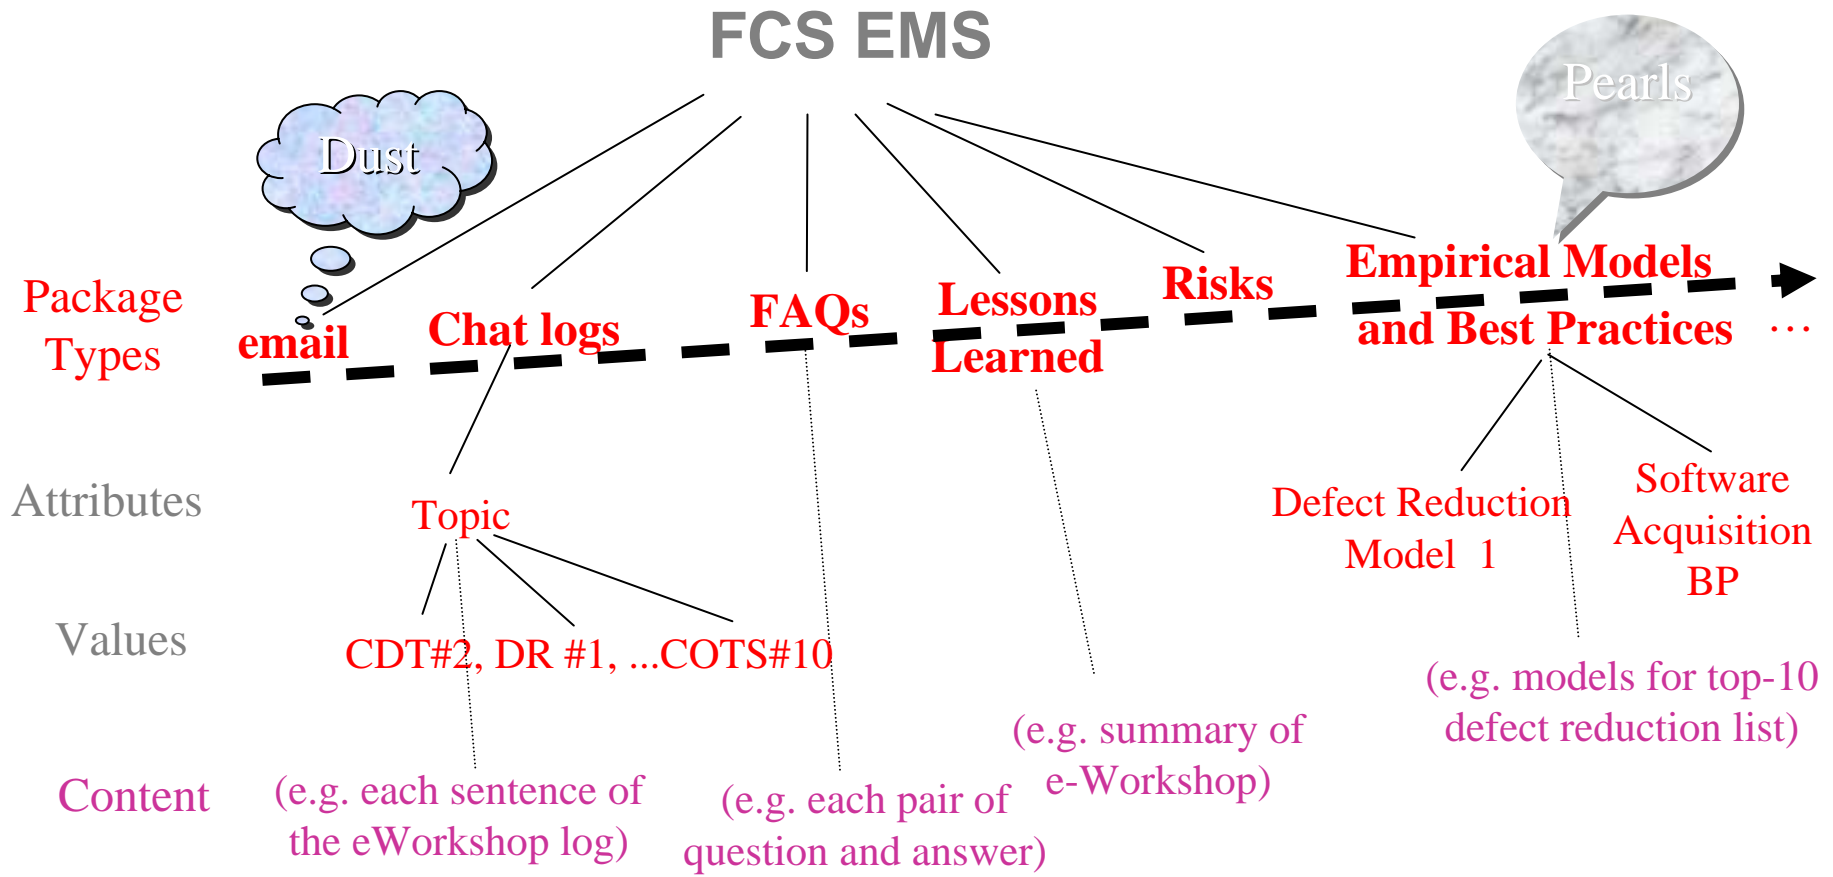 FCS EMS
Dust
Pearls
Package
Types
email
Chat logs
FAQs
Lessons
Learned
Risks
Empirical Models
and Best Practices
…
Attributes
Topic
Defect Reduction
Model 1
Software
Acquisition
BP
Values
CDT#2, DR #1, ...COTS#10
Content
(e.g. each sentence of
the eWorkshop log)
(e.g. each pair of
question and answer)
(e.g. summary of
e-Workshop)
(e.g. models for top-10
defect reduction list)